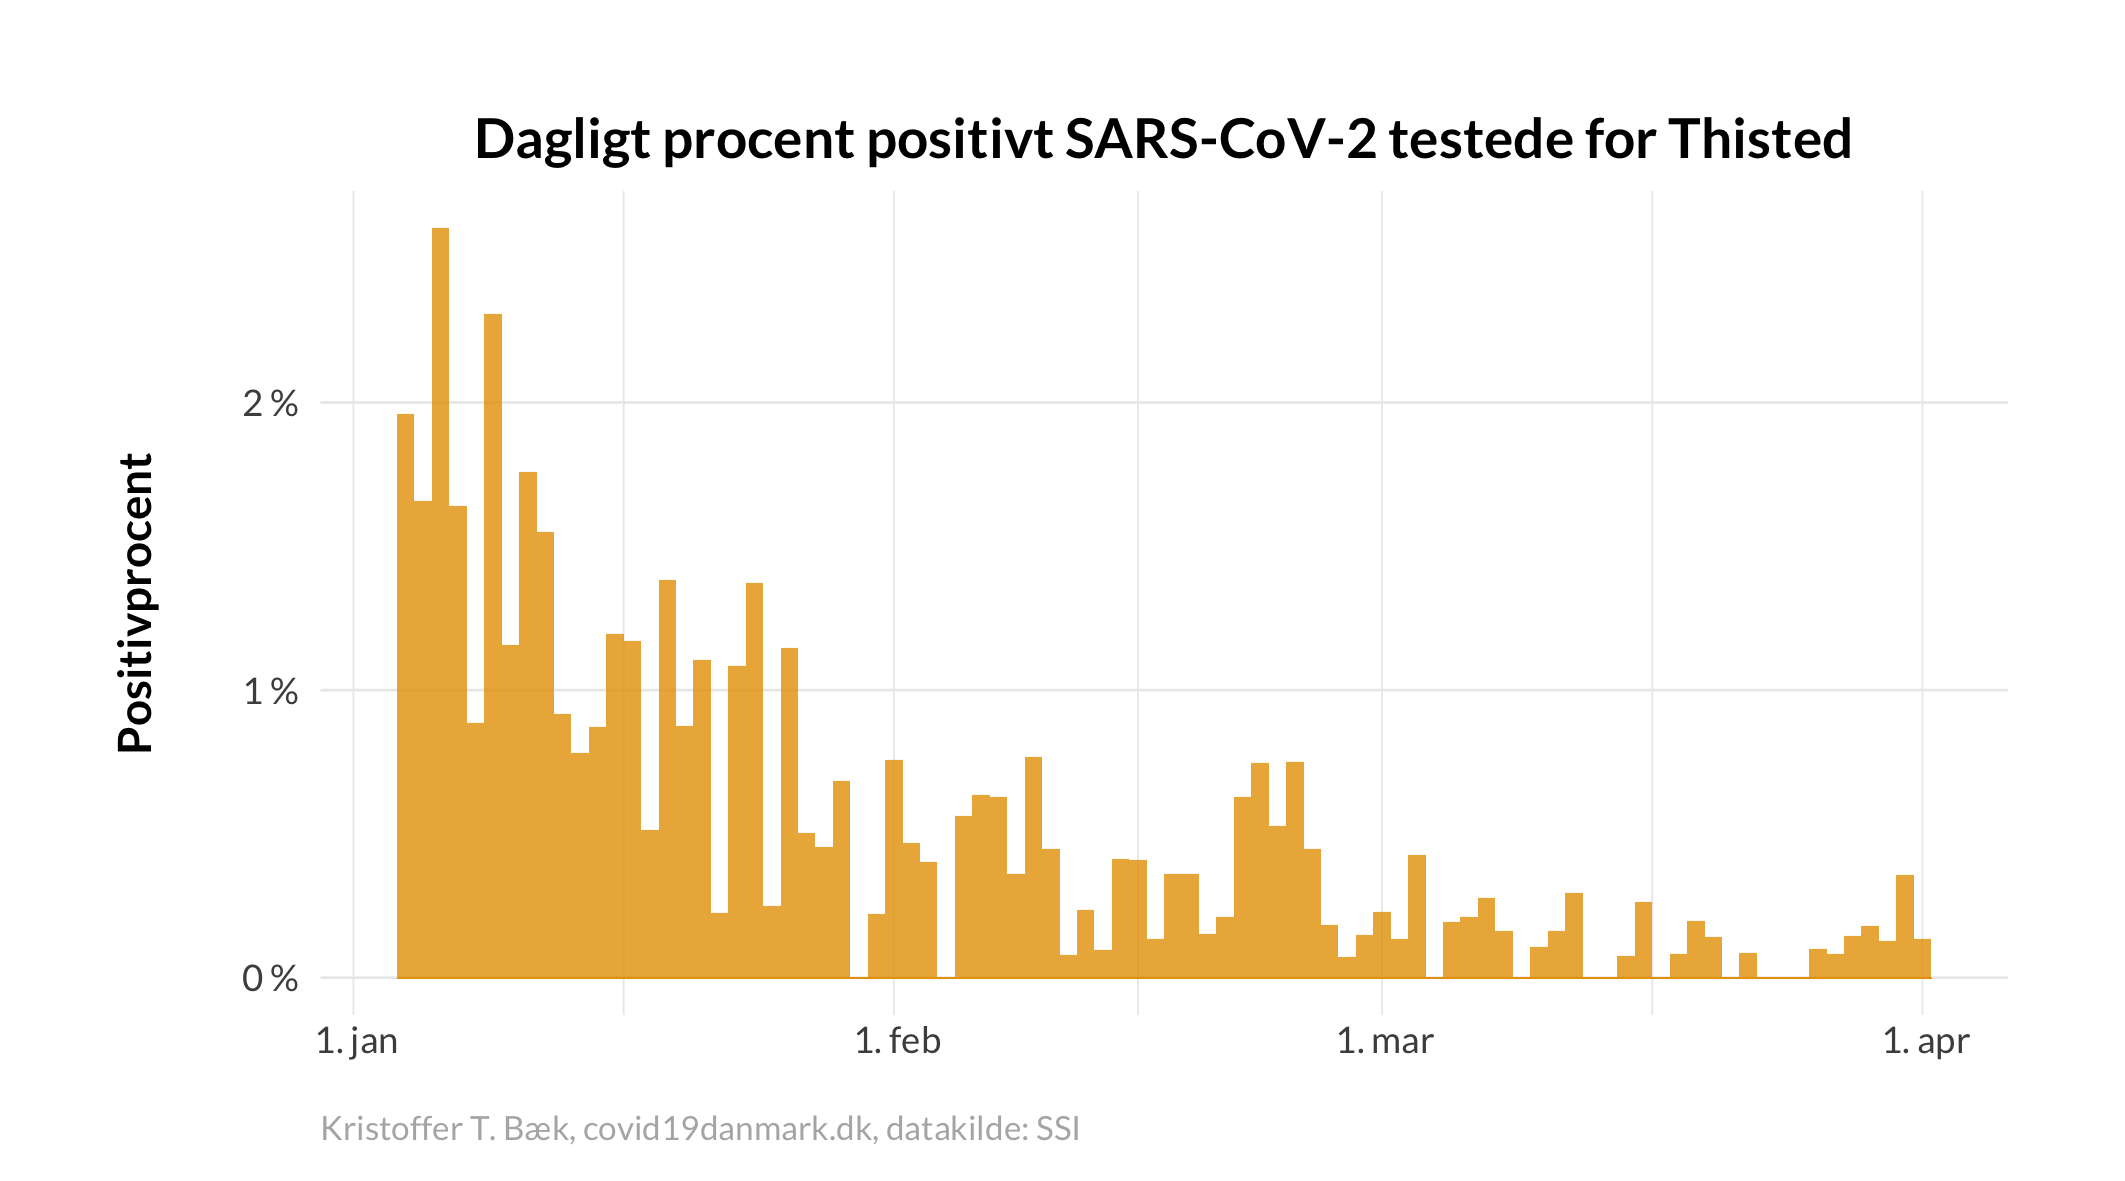 Dagligt procent positivt SARS-CoV-2 testede for Thisted
Positivprocent
2 %
1 %
0 %
1. jan
1. feb
1. mar
1. apr
Kristoffer T. Bæk, covid19danmark.dk, datakilde: SSI